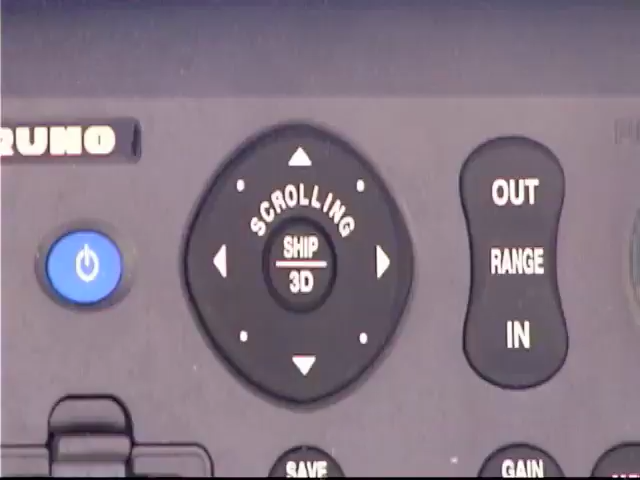 RUNO
SCROLLING
SHIP
3D
OUT
RANGE
IN
SAVE
GAIN